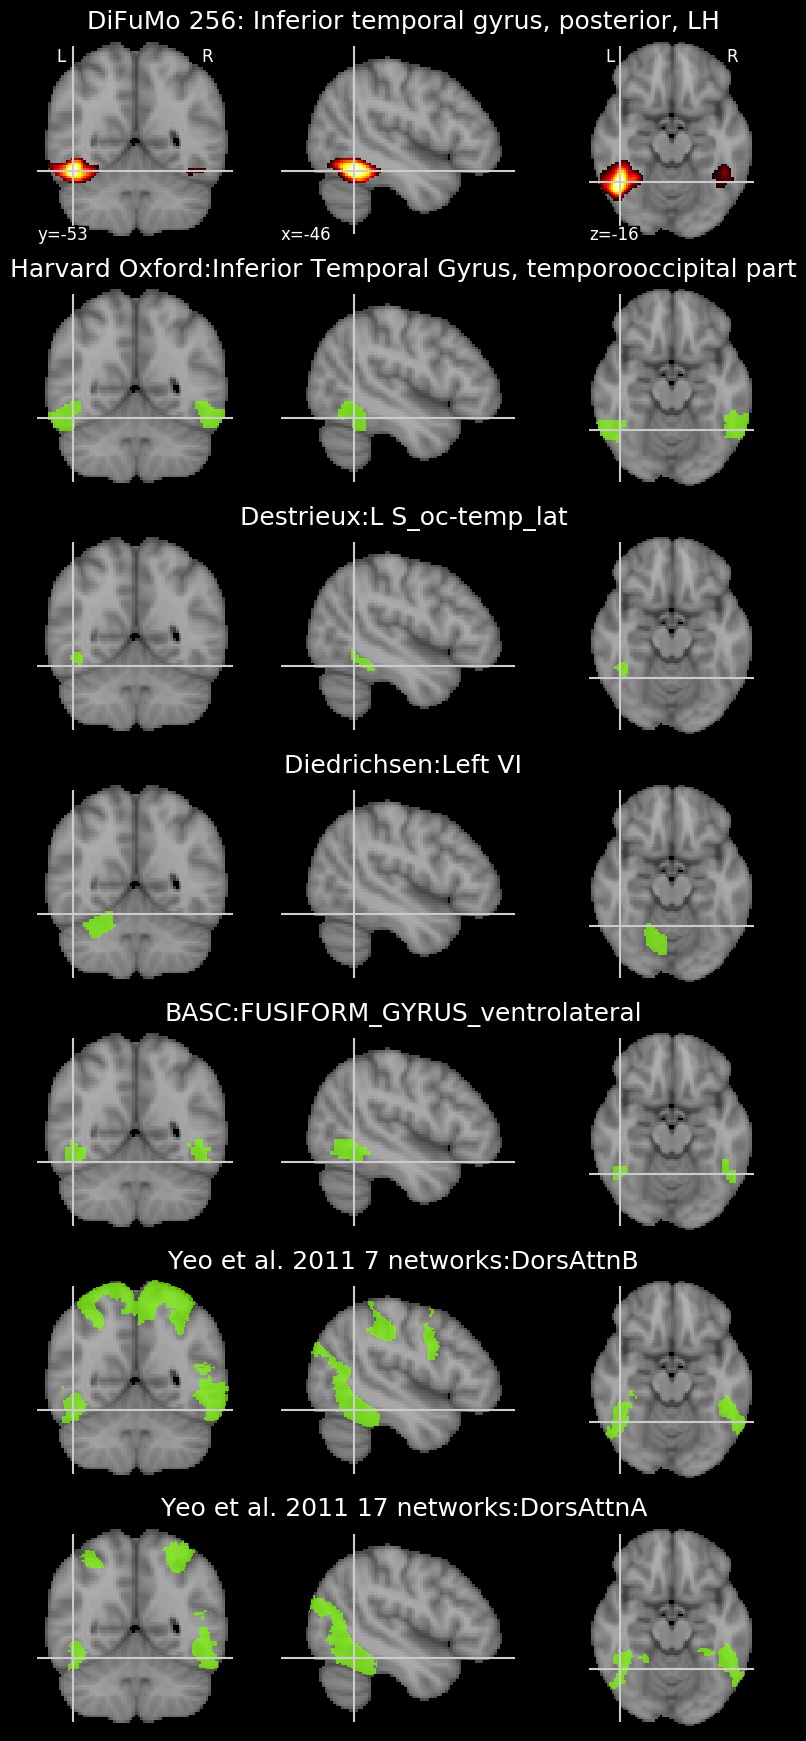 DiFuMo 256: Inferior temporal gyrus, posterior, LH
L R L R
y=-53 x=-46 z=-16
Harvard Oxford:Inferior Temporal Gyrus, temporooccipital part
Destrieux:L S_oc-temp_lat
Diedrichsen:Left VI
BASC:FUSIFORM_GYRUS_ventrolateral
Yeo et al. 2011 7 networks:DorsAttnB
Yeo et al. 2011 17 networks:DorsAttnA